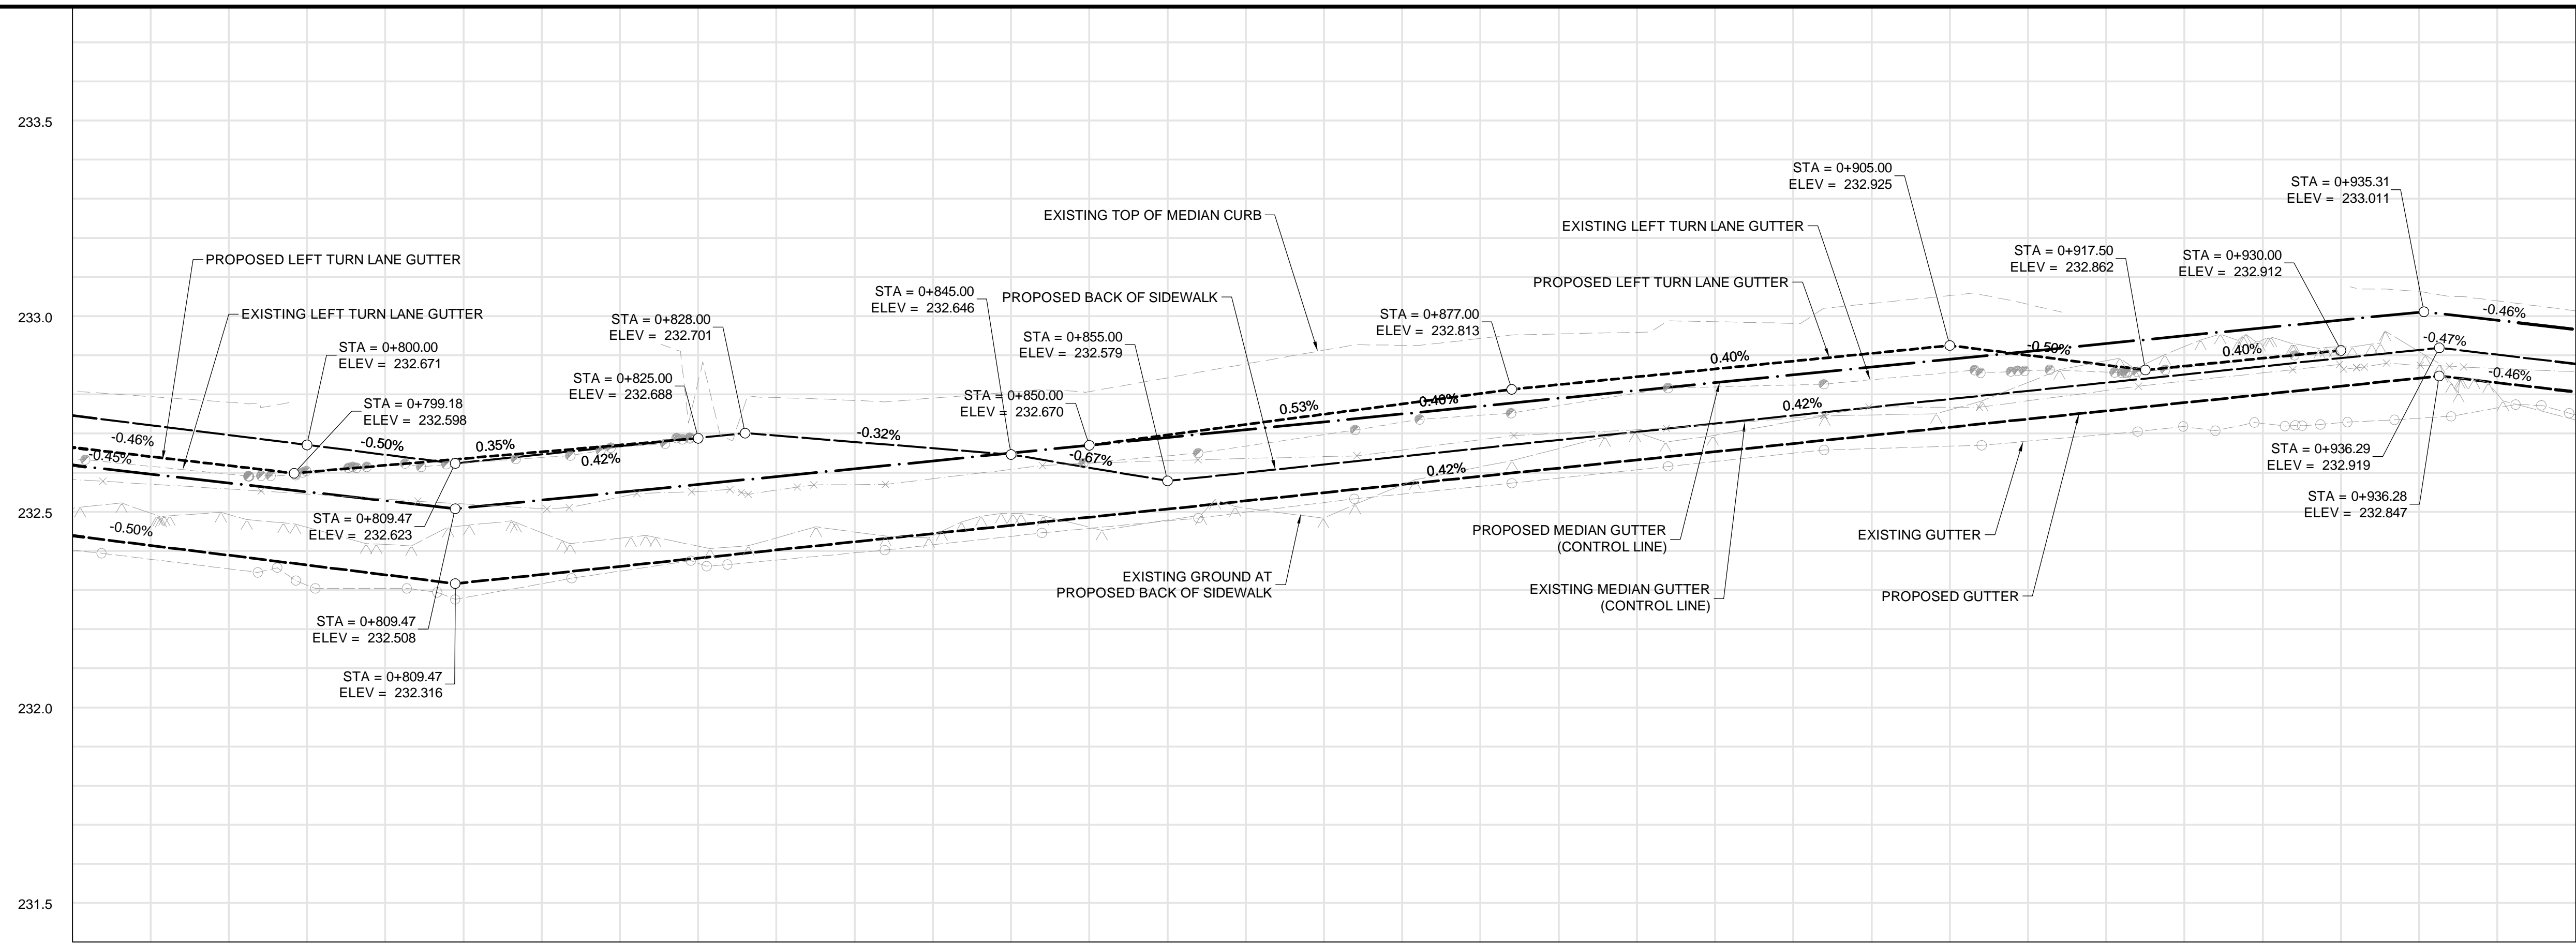 233.5
233.0
232.5
232.0
231.5
PROPOSED LEFT TURN LANE GUTTER
EXISTING LEFT TURN LANE GUTTER
STA = 0+800.00
ELEV = 232.671
STA = 0+799.18
ELEV = 232.598
-0.46%
-0.45%
-0.50%
-0.50%
0.35%
0.42%
STA = 0+809.47
ELEV = 232.623
STA = 0+809.47
ELEV = 232.508
STA = 0+809.47
ELEV = 232.316
STA = 0+828.00
ELEV = 232.701
STA = 0+825.00
ELEV = 232.688
-0.32%
STA = 0+845.00
ELEV = 232.646
EXISTING TOP OF MEDIAN CURB
PROPOSED BACK OF SIDEWALK
STA = 0+855.00
ELEV = 232.579
STA = 0+850.00
ELEV = 232.670
-0.67%
0.53%
0.40%
0.42%
STA = 0+877.00
ELEV = 232.813
EXISTING GROUND AT
PROPOSED BACK OF SIDEWALK
STA = 0+905.00
ELEV = 232.925
EXISTING LEFT TURN LANE GUTTER
PROPOSED LEFT TURN LANE GUTTER
0.40%
0.42%
PROPOSED MEDIAN GUTTER
(CONTROL LINE)
EXISTING MEDIAN GUTTER
(CONTROL LINE)
EXISTING GUTTER
PROPOSED GUTTER
STA = 0+917.50
ELEV = 232.862
-0.50%
STA = 0+930.00
ELEV = 232.912
0.40%
STA = 0+935.31
ELEV = 233.011
-0.46%
-0.47%
-0.46%
STA = 0+936.29
ELEV = 232.919
STA = 0+936.28
ELEV = 232.847